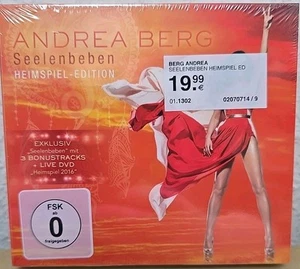 ANDREA BERG
Seelenbeben
HEIMSPIEL-EDITION
BERG ANDREA
SEELENBEBEN HEIMSPIEL ED
19.99
€
01.1302 02070714 / 9
EXKLUSIV
„Seelenbeben" mit
3 BONUSTRACKS
+ LIVE DVD
„Heimspiel 2016"
FSK
ab
0
freigegeben